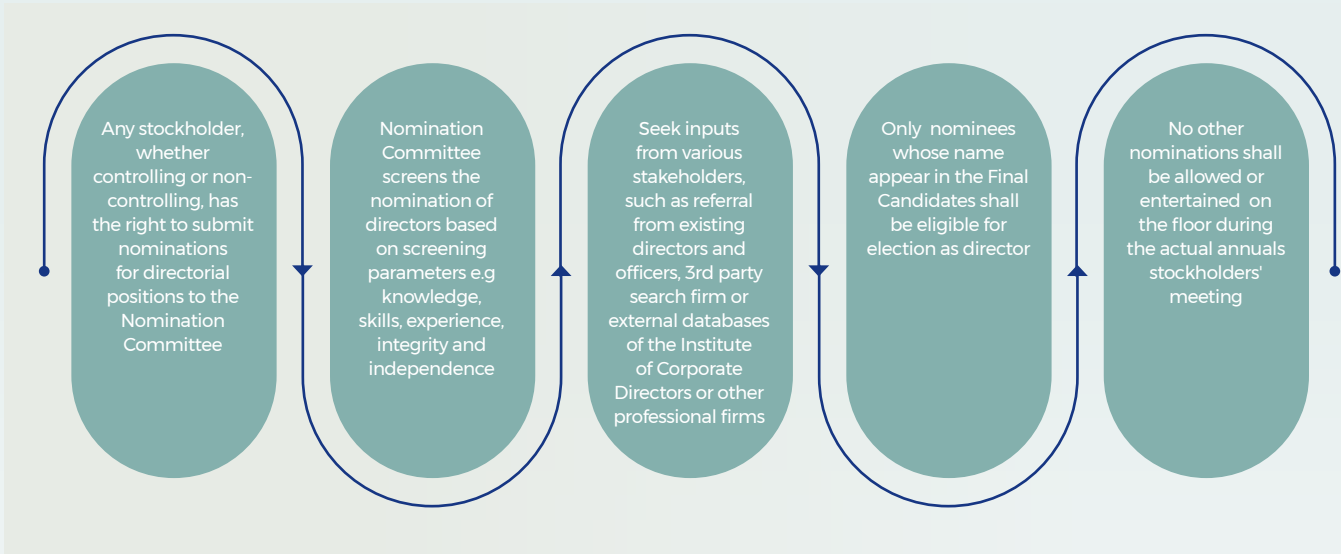 Any stockholder,
whether
controlling or non-
controlling, has
the right to submit
nominations
for directorial
positions to the
Nomination
Committee
Nomination
Committee
screens the
nomination of
directors based
on screening
parameters e.g
knowledge,
skills, experience,
integrity and
independence
Seek inputs
from various
stakeholders,
such as referral
from existing
directors and
officers, 3rd party
search firm or
external databases
of the Institute
of Corporate
Directors or other
professional firms
Only nominees
whose name
appear in the Final
Candidates shall
be eligible for
election as director
No other
nominations shall
be allowed or
entertained on
the floor during
the actual annuals
stockholders'
meeting